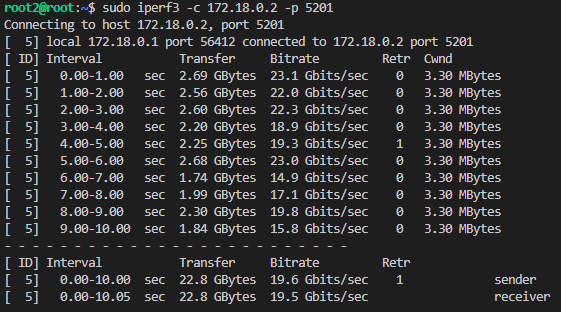 root2@root:~$ sudo iperf3 -c 172.18.0.2 -p 5201
Connecting to host 172.18.0.2, port 5201
[  5] local 172.18.0.1 port 56412 connected to 172.18.0.2 port 5201
[ ID] Interval           Transfer     Bitrate         Retr  Cwnd
[  5]   0.00-1.00   sec  2.69 GBytes  23.1 Gbits/sec    0   3.30 MBytes
[  5]   1.00-2.00   sec  2.56 GBytes  22.0 Gbits/sec    0   3.30 MBytes
[  5]   2.00-3.00   sec  2.60 GBytes  22.3 Gbits/sec    0   3.30 MBytes
[  5]   3.00-4.00   sec  2.20 GBytes  18.9 Gbits/sec    0   3.30 MBytes
[  5]   4.00-5.00   sec  2.25 GBytes  19.3 Gbits/sec    1   3.30 MBytes
[  5]   5.00-6.00   sec  2.68 GBytes  23.0 Gbits/sec    0   3.30 MBytes
[  5]   6.00-7.00   sec  1.74 GBytes  14.9 Gbits/sec    0   3.30 MBytes
[  5]   7.00-8.00   sec  1.99 GBytes  17.1 Gbits/sec    0   3.30 MBytes
[  5]   8.00-9.00   sec  2.30 GBytes  19.8 Gbits/sec    0   3.30 MBytes
[  5]   9.00-10.00  sec  1.84 GBytes  15.8 Gbits/sec    0   3.30 MBytes
- - - - - - - - - - - - - - - - - - - - - - - - -
[ ID] Interval           Transfer     Bitrate         Retr
[  5]   0.00-10.00  sec  22.8 GBytes  19.6 Gbits/sec    1             sender
[  5]   0.00-10.05  sec  22.8 GBytes  19.5 Gbits/sec                  receiver